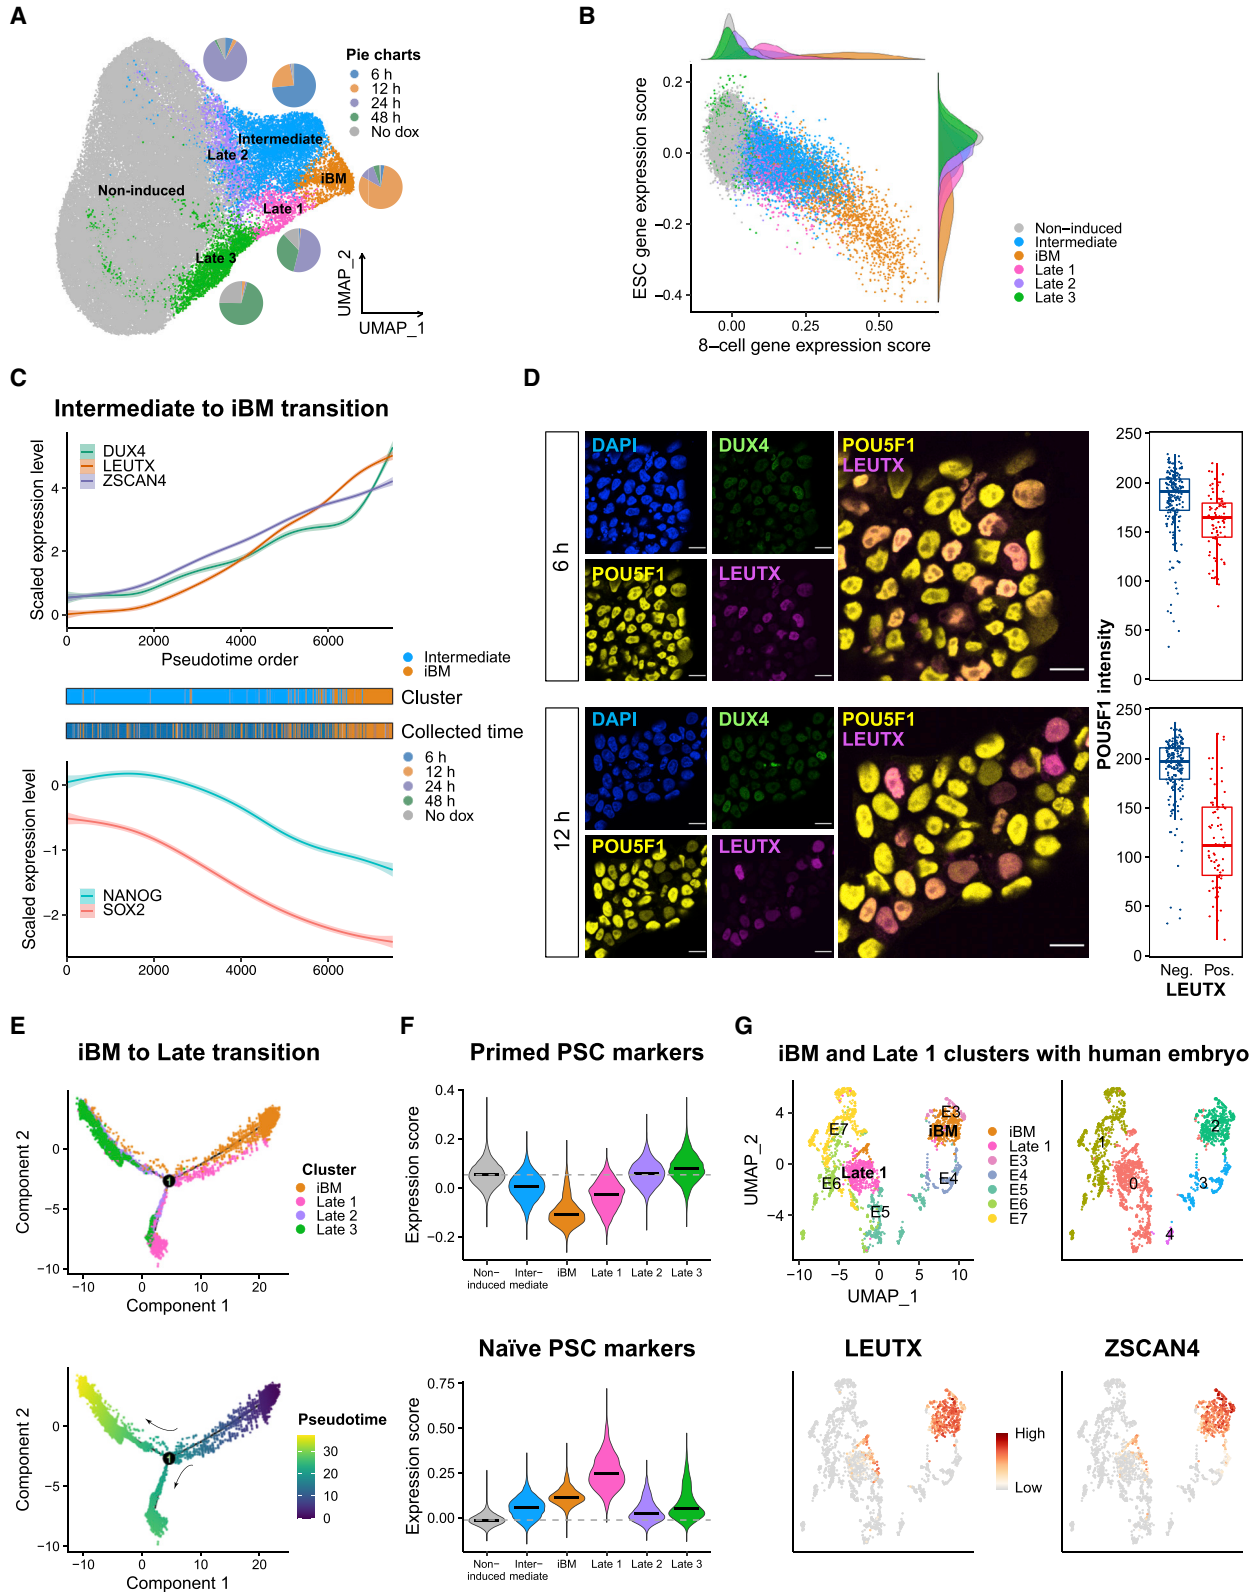 A
Pie charts
6 h
12 h
24 h
48 h
No dox
Intermediate
Late 2
iBM
Non-induced
Late 1
Late 3
UMAP_2
UMAP_1
B
ESC gene expression score
0.2
0.0
−0.2
−0.4
0.00
0.25
0.50
8−cell gene expression score
Non−induced
Intermediate
iBM
Late 1
Late 2
Late 3
C
Intermediate to iBM transition
Scaled expression level
DUX4
LEUTX
ZSCAN4
4
2
0
0
2000
4000
6000
Pseudotime order
Intermediate
iBM
Cluster
Collected time
6 h
12 h
24 h
48 h
No dox
Scaled expression level
0
−1
−2
NANOG
SOX2
0
2000
4000
6000
D
6 h
DAPI
DUX4
POU5F1
LEUTX
POU5F1
LEUTX
12 h
DAPI
DUX4
POU5F1
LEUTX
POU5F1
LEUTX
POU5F1 intensity
250
200
150
100
50
0
250
200
150
100
50
0
Neg.
Pos.
LEUTX
E
iBM to Late transition
Component 2
0
−5
−10
1
−10
0
10
20
Component 1
Cluster
iBM
Late 1
Late 2
Late 3
Component 2
0
−5
−10
1
−10
0
10
20
Component 1
Pseudotime
30
20
10
0
F
Primed PSC markers
Expression score
0.4
0.2
0.0
−0.2
Non−
induced
Inter−
mediate
iBM
Late 1
Late 2
Late 3
Naïve PSC markers
Expression score
0.75
0.50
0.25
0.00
Non−
induced
Inter−
mediate
iBM
Late 1
Late 2
Late 3
G
iBM and Late 1 clusters with human embryo
UMAP_2
4
0
−4
−10
−5
0
5
10
UMAP_1
E3
iBM
E7
Late 1
E6
E4
E5
iBM
Late 1
E3
E4
E5
E6
E7
1
2
0
3
4
LEUTX
High
Low
ZSCAN4